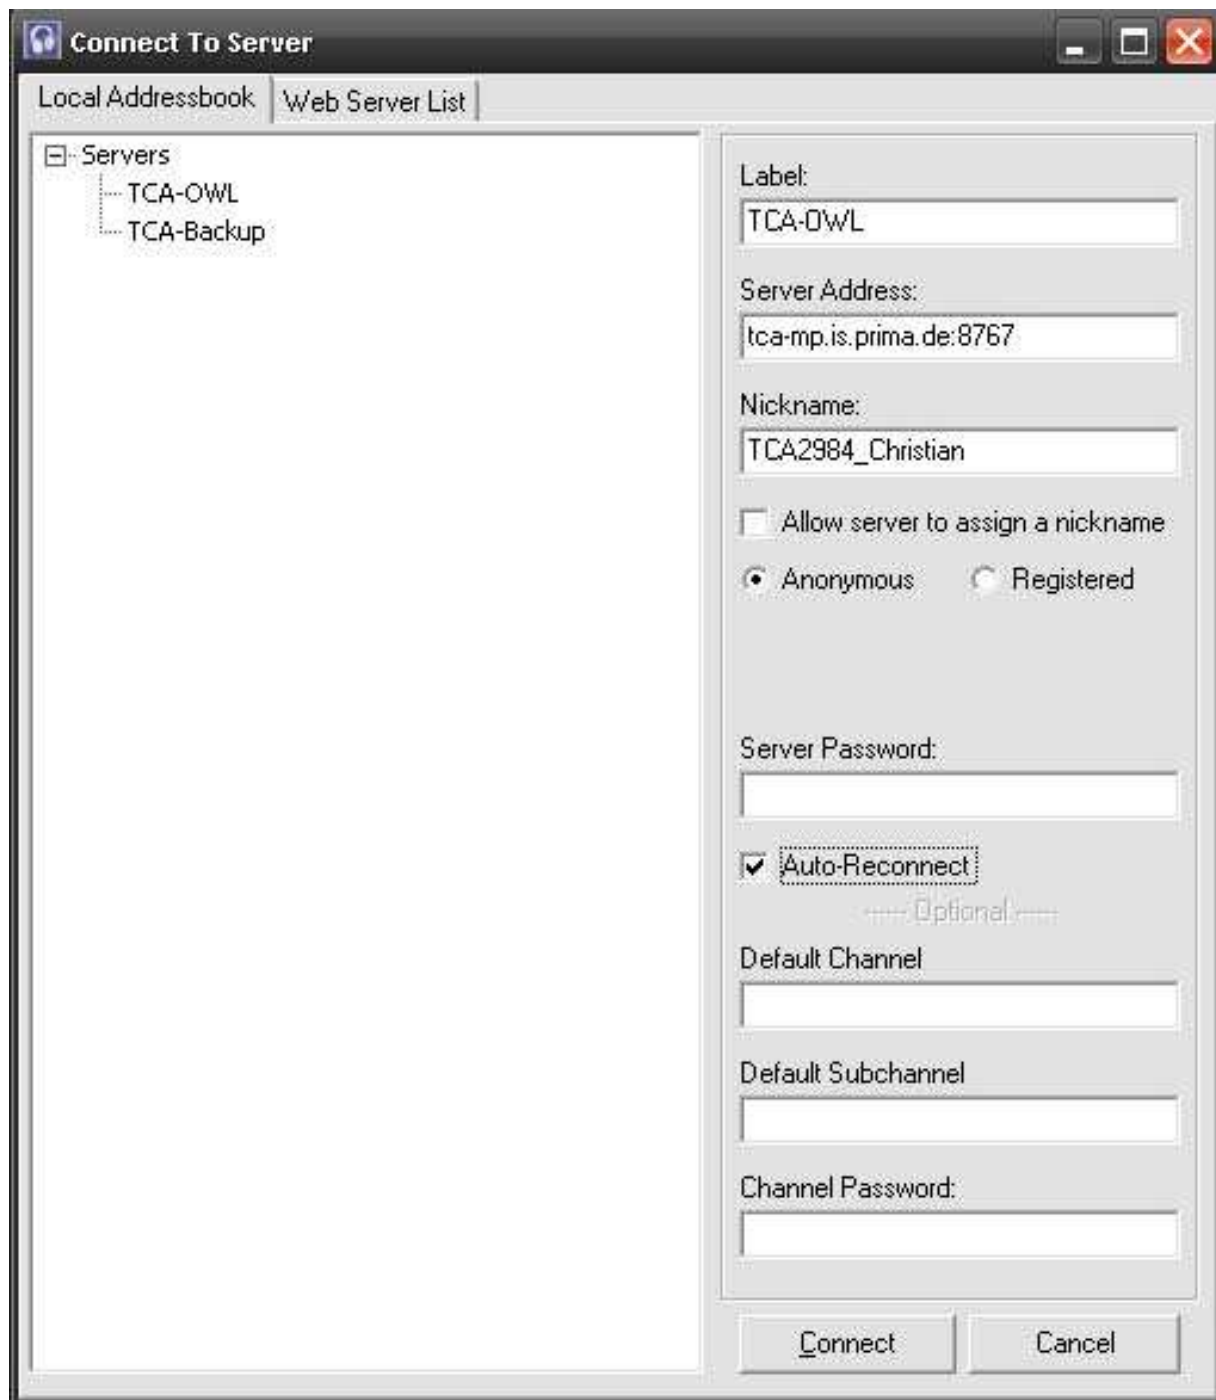 Connect To Server
Local Addressbook
Web Server List
Servers
TCA-OWL
TCA-Backup
Label:
TCA-OWL
Server Address:
tca-mp.is.prima.de:8767
Nickname:
TCA2984_Christian
Allow server to assign a nickname
Anonymous Registered
Server Password:
Auto-Reconnect
----- Optional -----
Default Channel
Default Subchannel
Channel Password:
Connect Cancel